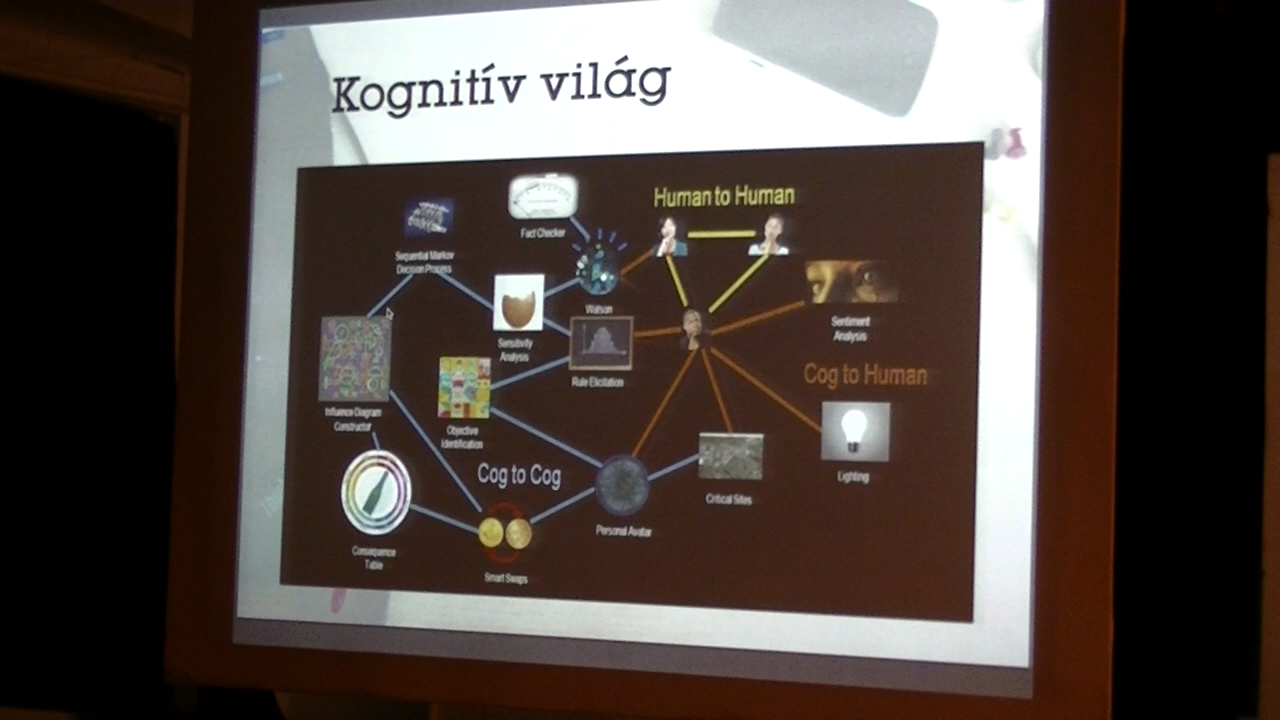 Kognitív világ
Human to Human
Fact Checker
Sequential Markov
Decision Process
Watson
Sentiment
Analysis
Sensitivity
Analysis
Rule Elicitation
Cog to Human
Influence Diagram
Constructor
Objective
Identification
Cog to Cog
Lighting
Critical Sites
Personal Avatar
Consequence
Table
Smart Swaps